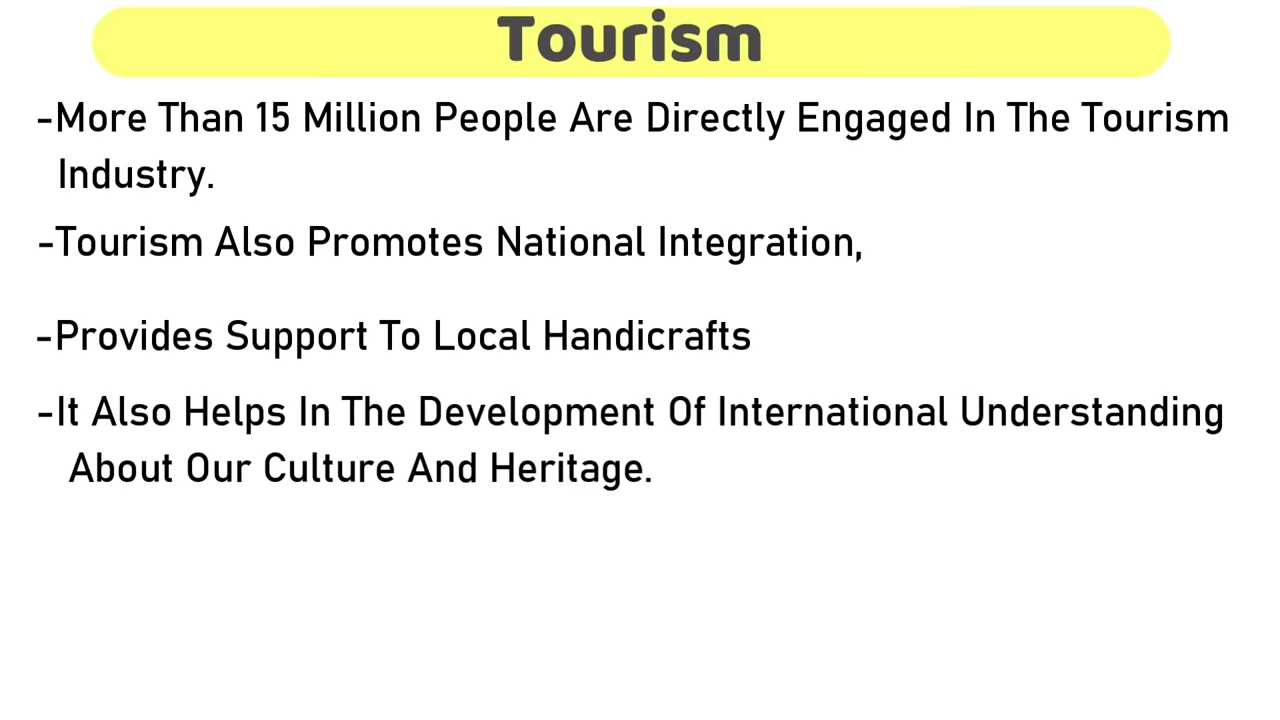 Tourism
-More Than 15 Million People Are Directly Engaged In The Tourism
Industry.
-Tourism Also Promotes National Integration,
-Provides Support To Local Handicrafts
-It Also Helps In The Development Of International Understanding
About Our Culture And Heritage.